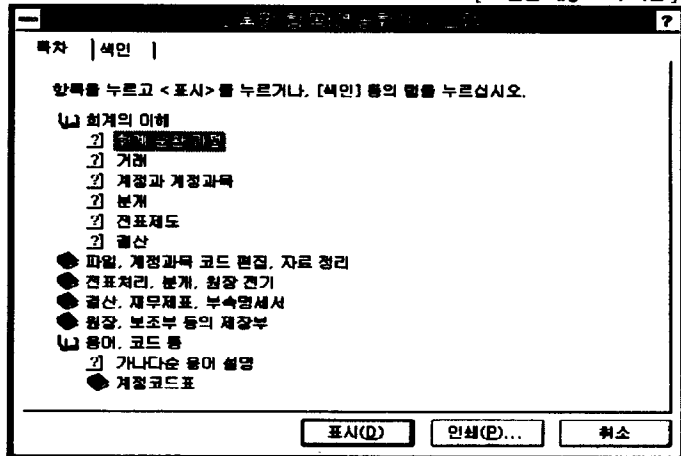 ?
목차 | 색인 |
항목을 누르고 <표시>를 누르거나, [색인] 등의 탭을 누르십시오.
회계의 이해
? 회계 순환 과정
? 거래
? 계정과 계정과목
? 분개
? 전표제도
? 결산
파일, 계정과목 코드 편집, 자료 정리
전표처리, 분개, 원장 전기
결산, 재무제표, 부속명세서
원장, 보조부 등의 제장부
용어, 코드 등
? 가나다순 용어 설명
계정코드표
표시(D) 인쇄(P)... 취소